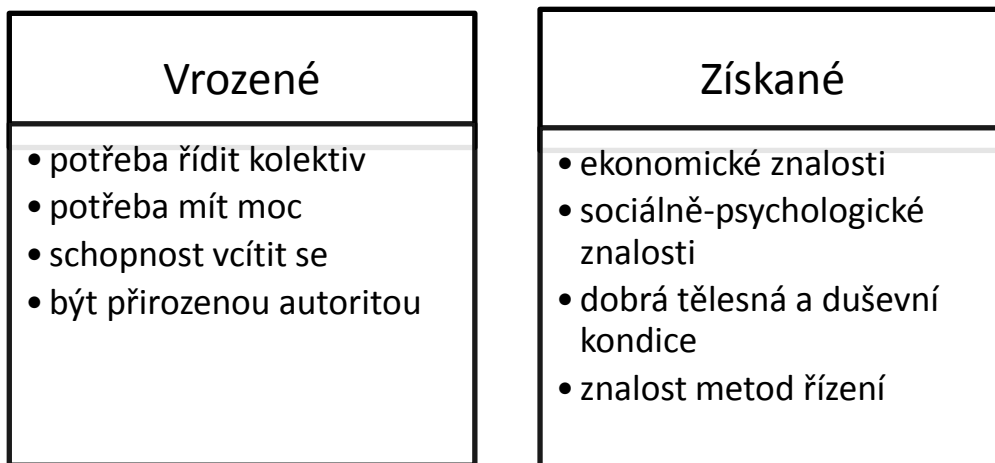 Vrozené
• potřeba řídit kolektiv
• potřeba mít moc
• schopnost vcítit se
• být přirozenou autoritou
Získané
• ekonomické znalosti
• sociálně-psychologické
znalosti
• dobrá tělesná a duševní
kondice
• znalost metod řízení